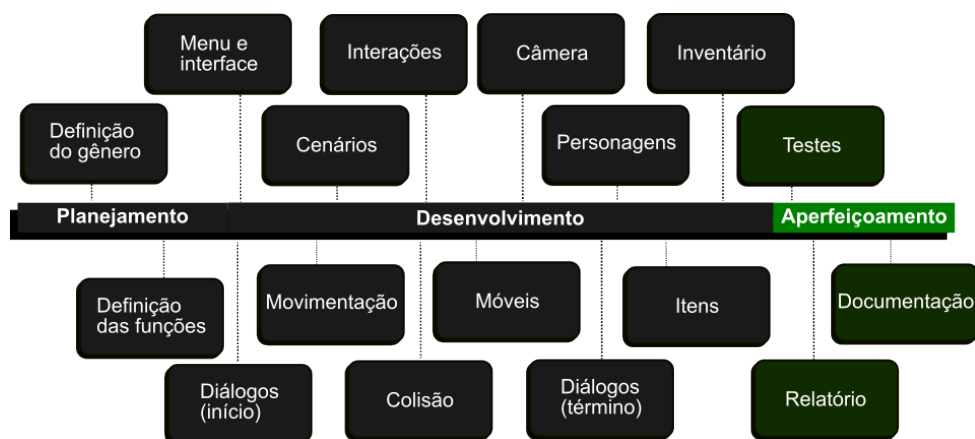 Menu e
interface
Interações
Câmera
Inventário
Definição
do gênero
Cenários
Personagens
Testes
Planejamento
Desenvolvimento
Aperfeiçoamento
Definição
das funções
Movimentação
Móveis
Itens
Documentação
Diálogos
(início)
Colisão
Diálogos
(término)
Relatório